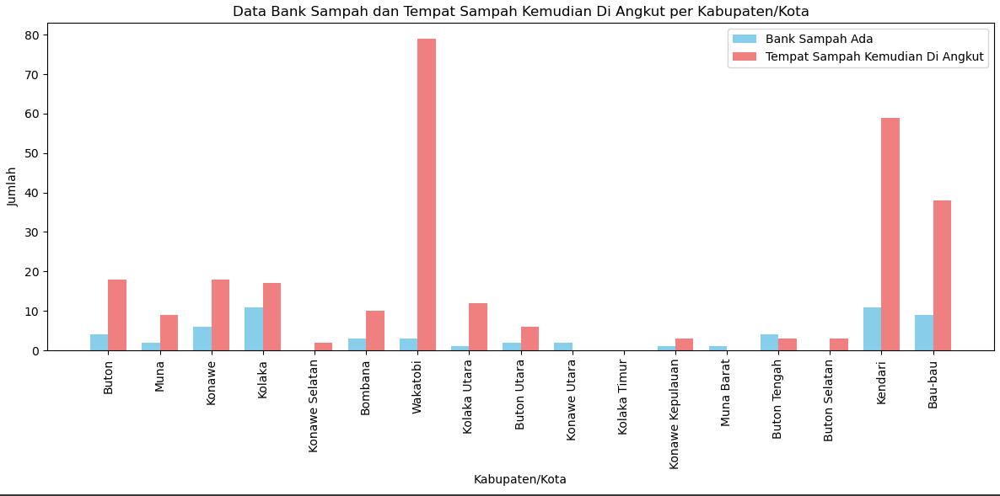 Data Bank Sampah dan Tempat Sampah Kemudian Di Angkut per Kabupaten/Kota
Bank Sampah Ada
Tempat Sampah Kemudian Di Angkut
Jumlah
80
70
60
50
40
30
20
10
0
Buton
Muna
Konawe
Kolaka
Konawe Selatan
Bombana
Wakatobi
Kolaka Utara
Buton Utara
Konawe Utara
Kolaka Timur
Konawe Kepulauan
Muna Barat
Buton Tengah
Buton Selatan
Kendari
Bau-bau
Kabupaten/Kota